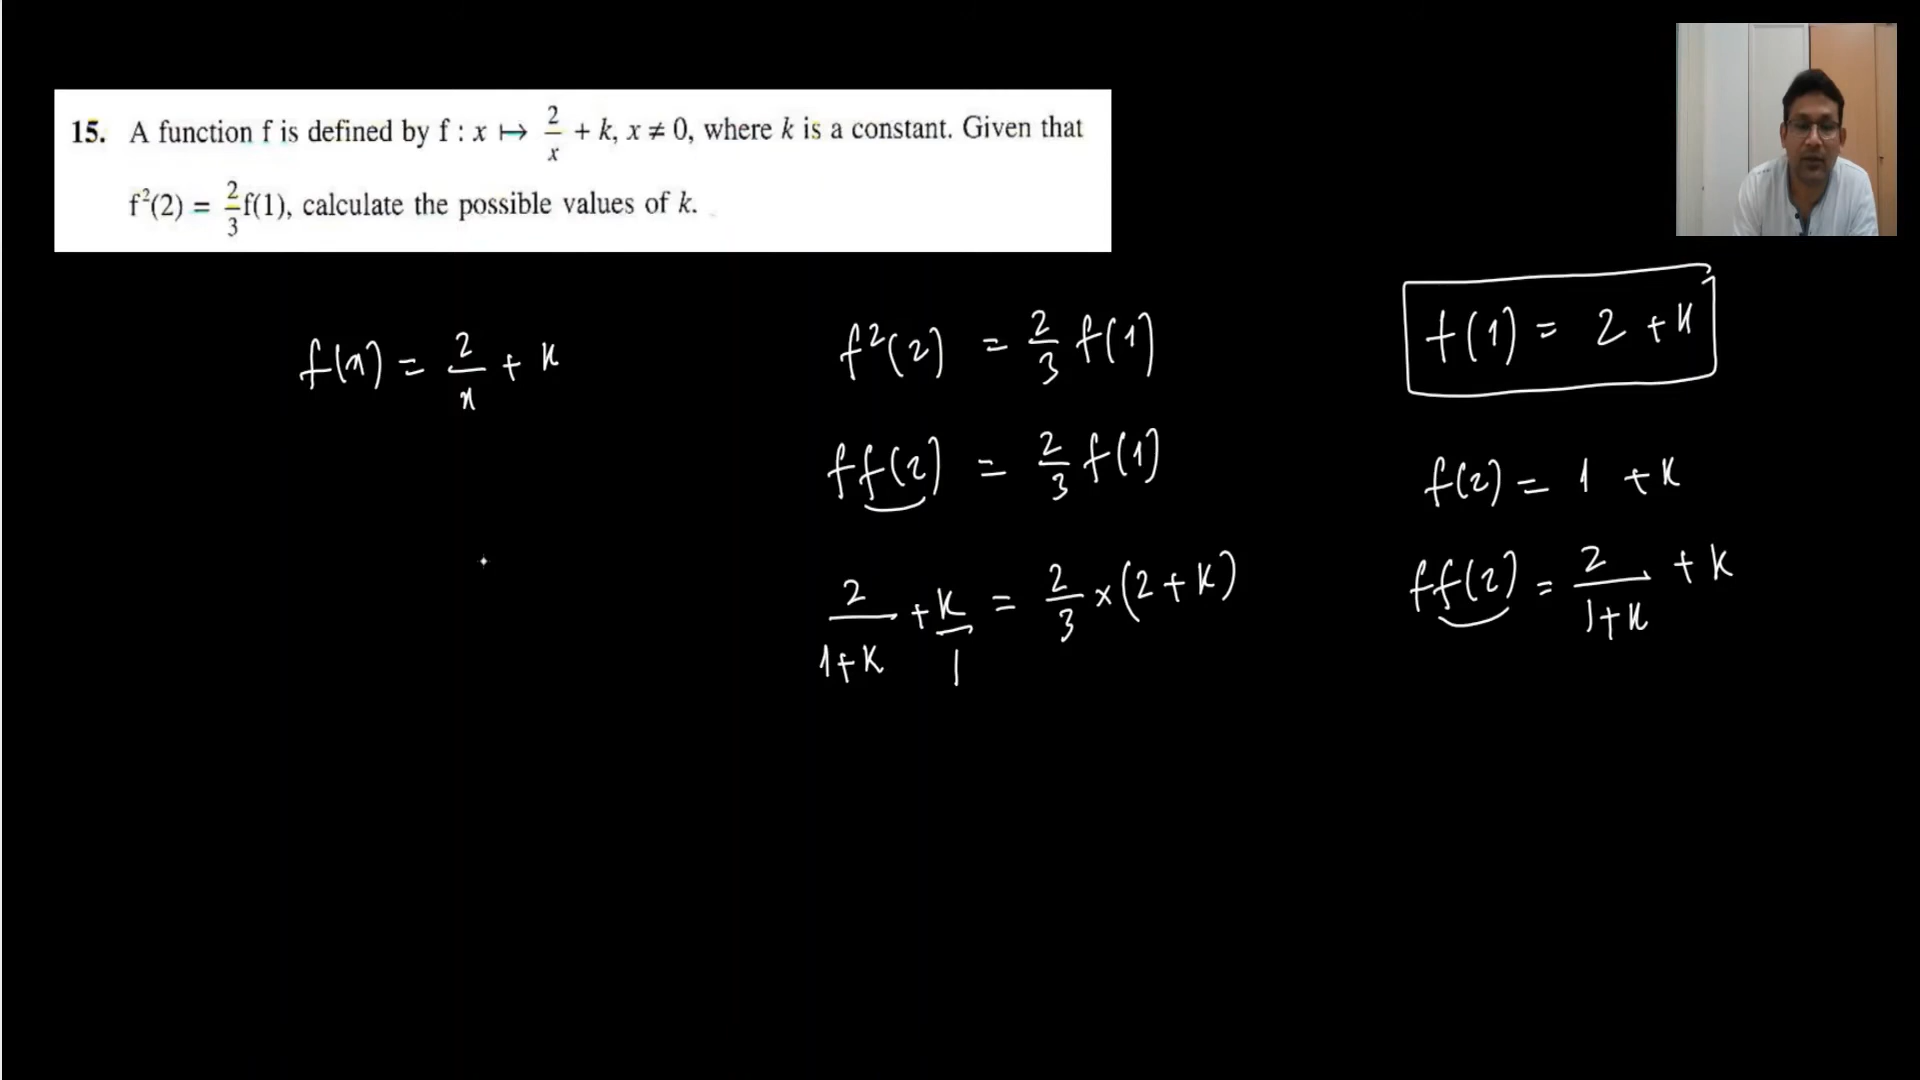 15. A function f is defined by f : x ↦ 2/x + k, x ≠ 0, where k is a constant. Given that
f²(2) = 2/3 f(1), calculate the possible values of k.
f(x) = 2/x + k
f²(2) = 2/3 f(1)
ff(2) = 2/3 f(1)
2/(1+k) + k/1 = 2/3 × (2 + k)
f(1) = 2 + k
f(2) = 1 + k
ff(2) = 2/(1+k) + k